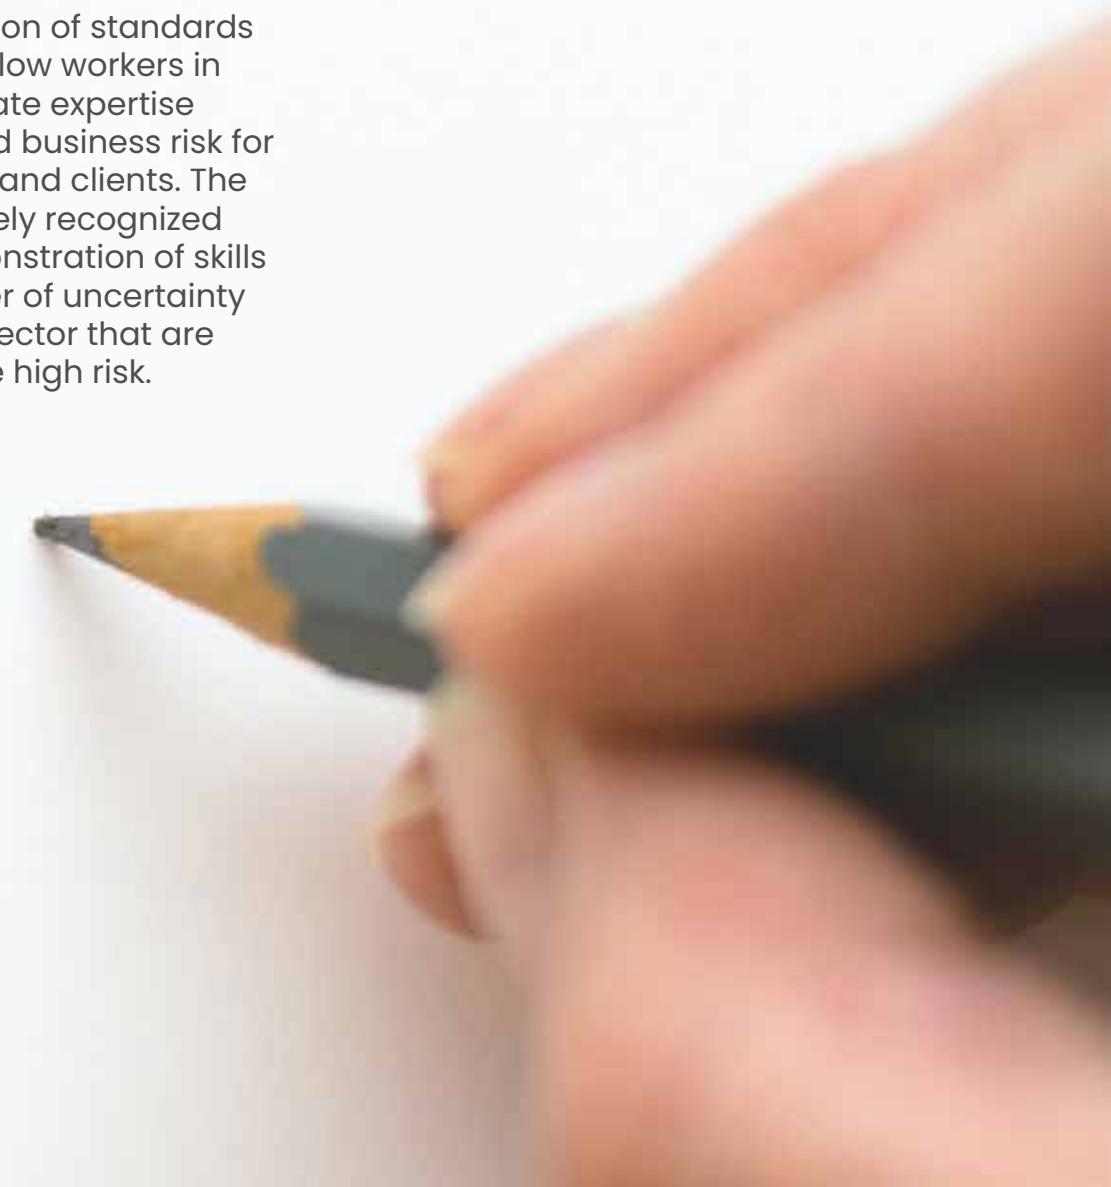 on of standards
low workers in
ate expertise
d business risk for
and clients. The
ely recognized
nstration of skills
er of uncertainty
ector that are
e high risk.